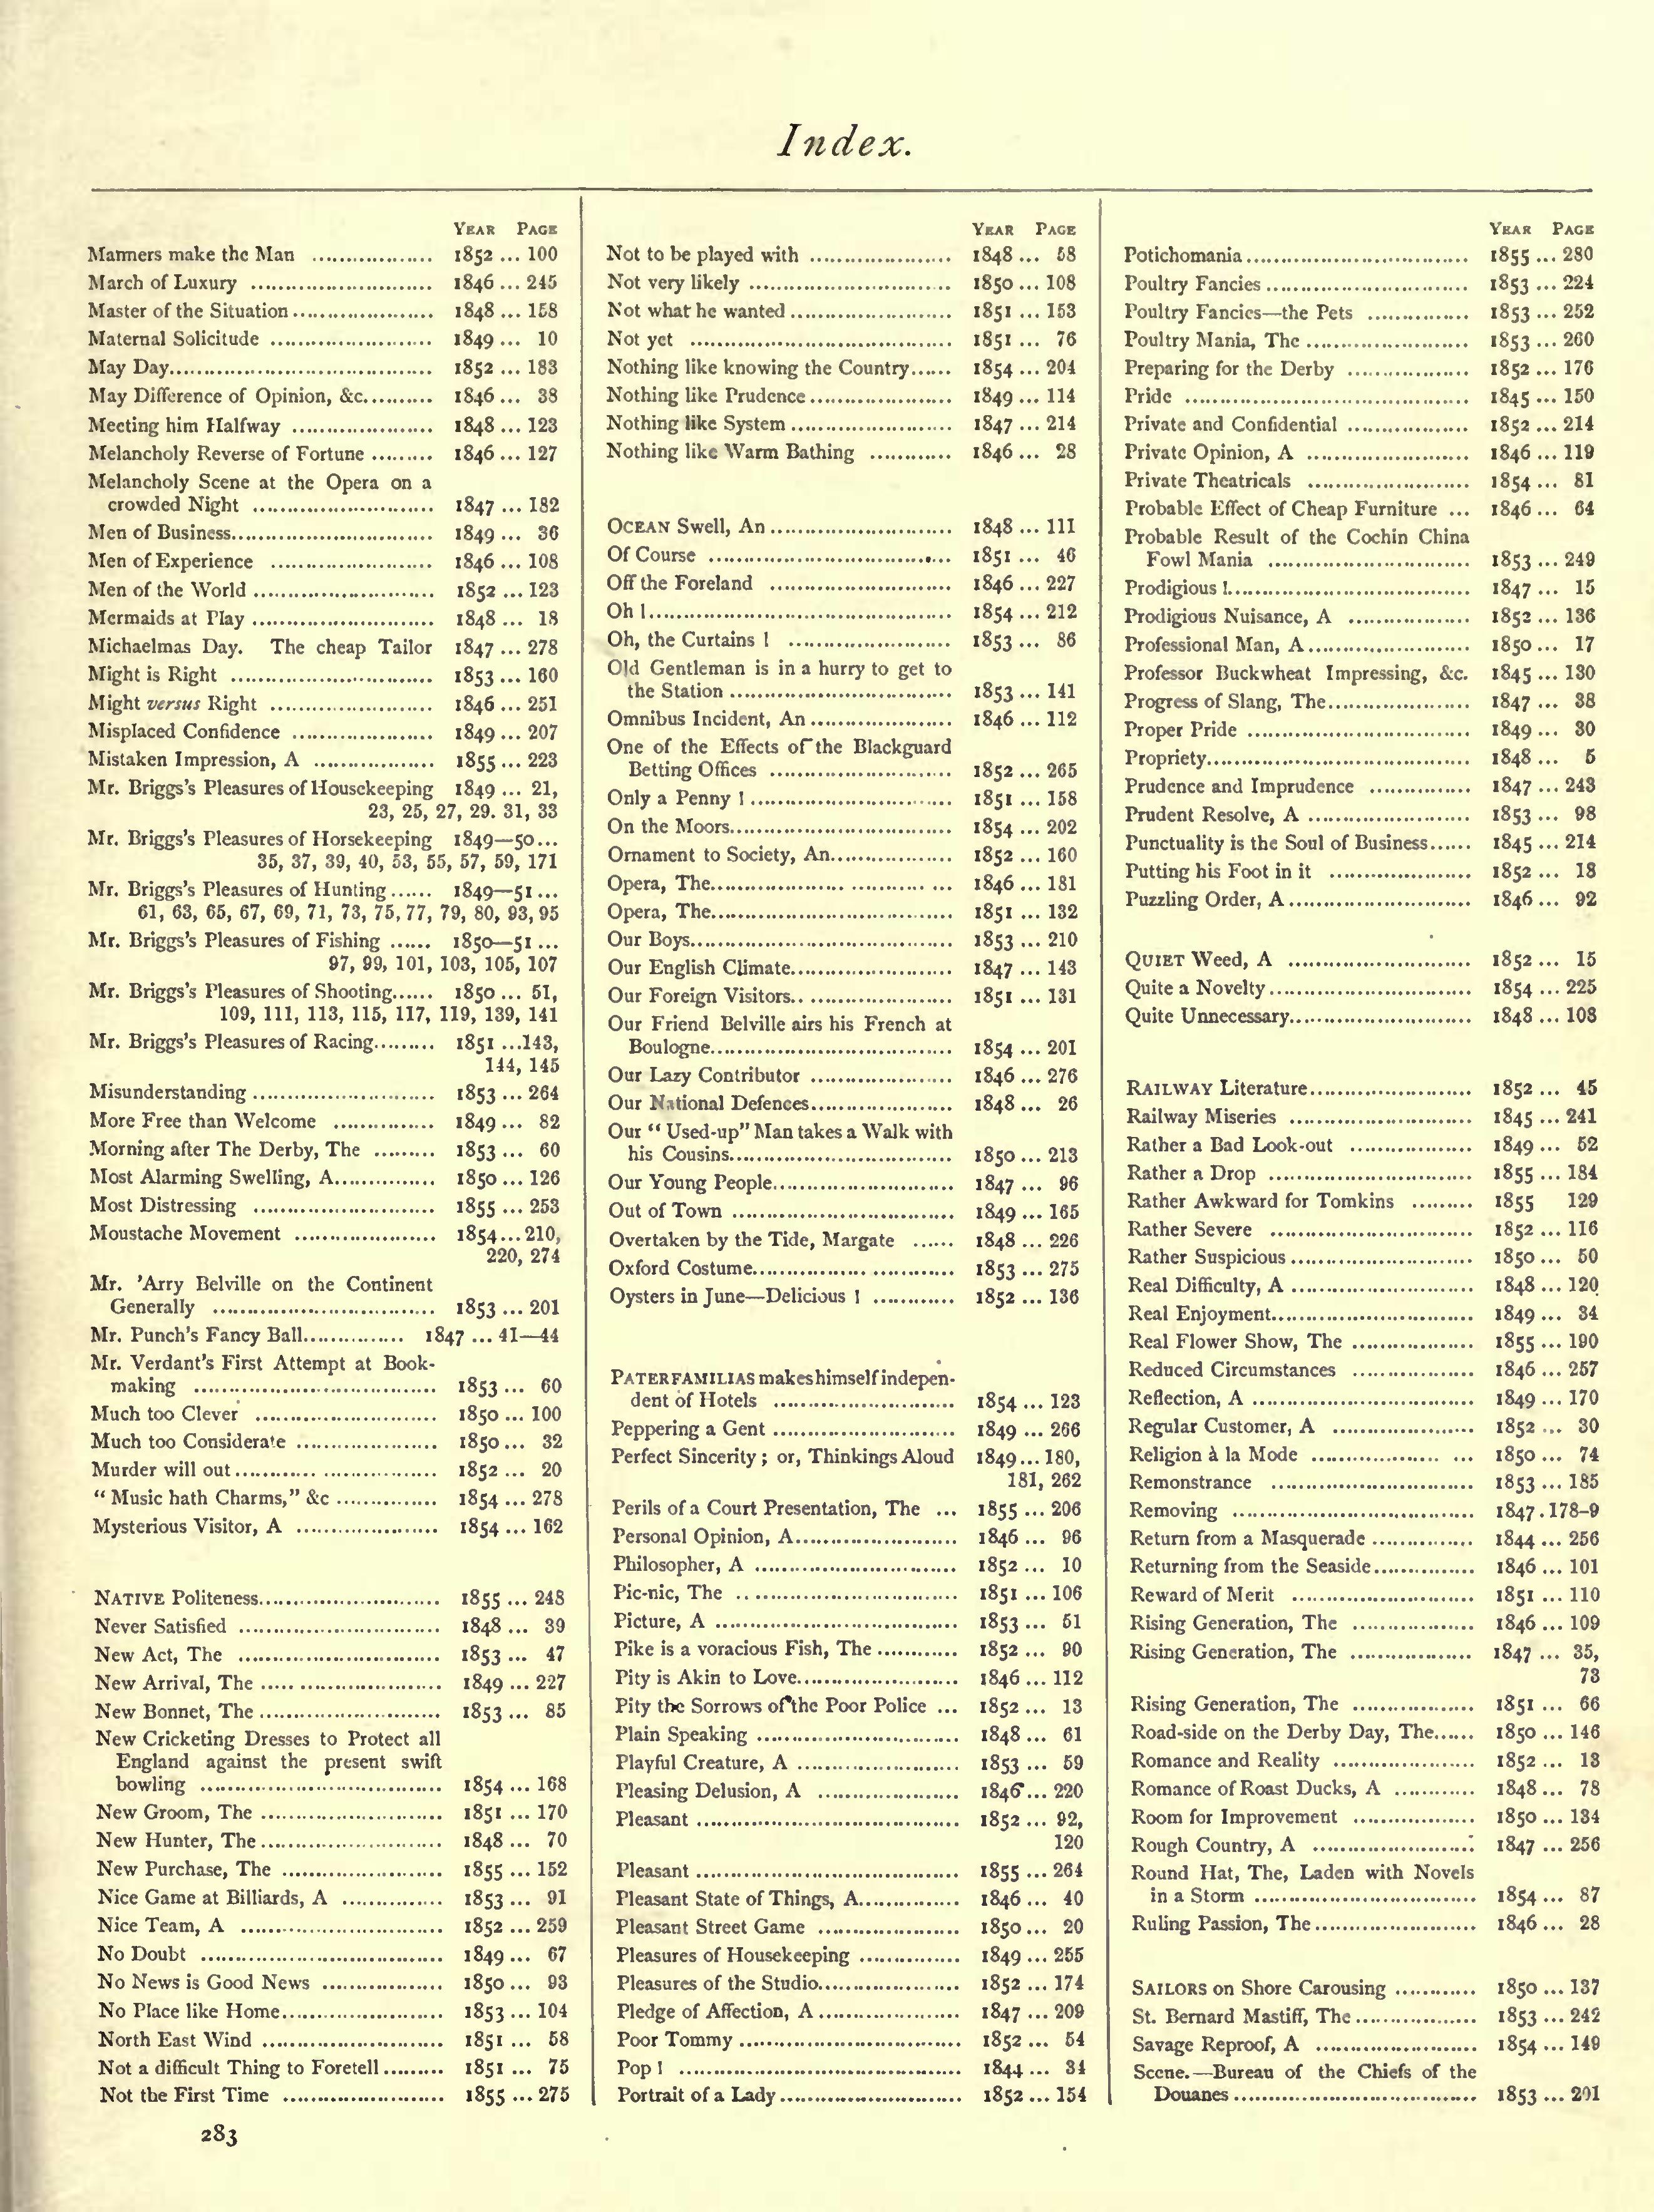 Index.
YEAR PAGE
Manners make the Man .................. 1852 ... 100
March of Luxury .......................... 1846 ... 245
Master of the Situation..................... 1848 ... 158
Maternal Solicitude ........................ 1849 ... 10
May Day...................................... 1852 ... 183
May Difference of Opinion, &c.......... 1846 ... 38
Meeting him Halfway ..................... 1848 ... 123
Melancholy Reverse of Fortune ......... 1846 ... 127
Melancholy Scene at the Opera on a
crowded Night .......................... 1847 ... 182
Men of Business............................. 1849 ... 36
Men of Experience ........................ 1846 ... 108
Men of the World .......................... 1852 ... 123
Mermaids at Play .......................... 1848 ... 18
Michaelmas Day. The cheap Tailor 1847 ... 278
Might is Right ............................. 1853 ... 160
Might versus Right ........................ 1846 ... 251
Misplaced Confidence ..................... 1849 ... 207
Mistaken Impression, A .................. 1855 ... 223
Mr. Briggs's Pleasures of Housekeeping 1849 ... 21,
23, 25, 27, 29. 31, 33
Mr. Briggs's Pleasures of Horsekeeping 1849—50...
35, 37, 39, 40, 53, 55, 57, 59, 171
Mr. Briggs's Pleasures of Hunting...... 1849—51 ...
61, 63, 65, 67, 69, 71, 73, 75, 77, 79, 80, 93, 95
Mr. Briggs's Pleasures of Fishing ...... 1850—51 ...
97, 99, 101, 103, 105, 107
Mr. Briggs's Pleasures of Shooting...... 1850 ... 51,
109, 111, 113, 115, 117, 119, 139, 141
Mr. Briggs's Pleasures of Racing......... 1851 ...143,
144, 145
Misunderstanding .......................... 1853 ... 264
More Free than Welcome ............... 1849 ... 82
Morning after The Derby, The ......... 1853 ... 60
Most Alarming Swelling, A............... 1850 ... 126
Most Distressing .......................... 1855 ... 253
Moustache Movement ..................... 1854...210,
220, 274
Mr. 'Arry Belville on the Continent
Generally ................................ 1853 ... 201
Mr. Punch's Fancy Ball............... 1847 ... 41—44
Mr. Verdant's First Attempt at Book-
making ................................... 1853 ... 60
Much too Clever .......................... 1850 ... 100
Much too Considerate ..................... 1850 ... 32
Murder will out............ ................ 1852 ... 20
“ Music hath Charms,” &c ............... 1854 ... 278
Mysterious Visitor, A ..................... 1854 ... 162
NATIVE Politeness.......................... 1855 ... 248
Never Satisfied ............................. 1848 ... 39
New Act, The ............................. 1853 ... 47
New Arrival, The ..... .................... 1849 ... 227
New Bonnet, The .......................... 1853 ... 85
New Cricketing Dresses to Protect all
England against the present swift
bowling ................................... 1854 ... 168
New Groom, The .......................... 1851 ... 170
New Hunter, The .......................... 1848 ... 70
New Purchase, The ........................ 1855 ... 152
Nice Game at Billiards, A ............... 1853 ... 91
Nice Team, A ............................. 1852 ... 259
No Doubt ................................... 1849 ... 67
No News is Good News .................. 1850 ... 93
No Place like Home........................ 1853 ... 104
North East Wind .......................... 1851 ... 58
Not a difficult Thing to Foretell ......... 1851 ... 75
Not the First Time ........................ 1855 ... 275
283
YEAR PAGE
Not to be played with ..................... 1848 ... 58
Not very likely ............................. 1850 ... 108
Not what he wanted ........................ 1851 ... 153
Not yet ...................................... 1851 ... 76
Nothing like knowing the Country...... 1854 ... 204
Nothing like Prudence ..................... 1849 ... 114
Nothing like System ........................ 1847 ... 214
Nothing like Warm Bathing ............ 1846 ... 28
OCEAN Swell, An .......................... 1848 ... 111
Of Course ................................... 1851 ... 46
Off the Foreland .......................... 1846 ... 227
Oh !............................................ 1854 ... 212
Oh, the Curtains ! ........................ 1853 ... 86
Old Gentleman is in a hurry to get to
the Station ................................ 1853 ... 141
Omnibus Incident, An ..................... 1846 ... 112
One of the Effects of the Blackguard
Betting Offices .......................... 1852 ... 265
Only a Penny ! ............................. 1851 ... 158
On the Moors................................ 1854 ... 202
Ornament to Society, An.................. 1852 ... 160
Opera, The................... ........... ... 1846 ... 181
Opera, The................................... 1851 ... 132
Our Boys...................................... 1853 ... 210
Our English Climate........................ 1847 ... 143
Our Foreign Visitors.. ..................... 1851 ... 131
Our Friend Belville airs his French at
Boulogne................................... 1854 ... 201
Our Lazy Contributor ..................... 1846 ... 276
Our National Defences..................... 1848 ... 26
Our “ Used-up” Man takes a Walk with
his Cousins................................ 1850 ... 213
Our Young People.......................... 1847 ... 96
Out of Town ................................ 1849 ... 165
Overtaken by the Tide, Margate ...... 1848 ... 226
Oxford Costume................. ............ 1853 ... 275
Oysters in June—Delicious ! ............ 1852 ... 136
PATERFAMILIAS makes himself indepen-
dent of Hotels .......................... 1854 ... 123
Peppering a Gent .......................... 1849 ... 266
Perfect Sincerity ; or, Thinkings Aloud 1849...180,
181, 262
Perils of a Court Presentation, The ... 1855 ... 206
Personal Opinion, A........................ 1846 ... 96
Philosopher, A ............................. 1852 ... 10
Pic-nic, The .. ............................. 1851 ... 106
Picture, A ................................... 1853 ... 51
Pike is a voracious Fish, The ............ 1852 ... 90
Pity is Akin to Love........................ 1846 ... 112
Pity the Sorrows of the Poor Police ... 1852 ... 13
Plain Speaking ............................. 1848 ... 61
Playful Creature, A ........................ 1853 ... 59
Pleasing Delusion, A ..................... 1846 ... 220
Pleasant ...................................... 1852 ... 92,
120
Pleasant ...................................... 1855 ... 264
Pleasant State of Things, A............... 1846 ... 40
Pleasant Street Game ..................... 1850 ... 20
Pleasures of Housekeeping ............... 1849 ... 255
Pleasures of the Studio..................... 1852 ... 174
Pledge of Affection, A ..................... 1847 ... 209
Poor Tommy ................................ 1852 ... 54
Pop ! ......................................... 1844 ... 34
Portrait of a Lady .......................... 1852 ... 154
YEAR PAGE
Potichomania................................ 1855 ... 280
Poultry Fancies ............................. 1853 ... 224
Poultry Fancies—the Pets ............... 1853 ... 252
Poultry Mania, The ........................ 1853 ... 260
Preparing for the Derby .................. 1852 ... 176
Pride ......................................... 1845 ... 150
Private and Confidential .................. 1852 ... 214
Private Opinion, A ........................ 1846 ... 119
Private Theatricals ........................ 1854 ... 81
Probable Effect of Cheap Furniture ... 1846 ... 64
Probable Result of the Cochin China
Fowl Mania ............................. 1853 ... 249
Prodigious !................................... 1847 ... 15
Prodigious Nuisance, A .................. 1852 ... 136
Professional Man, A........................ 1850 ... 17
Professor Buckwheat Impressing, &c. 1845 ... 130
Progress of Slang, The..................... 1847 ... 38
Proper Pride ................................ 1849 ... 30
Propriety...................................... 1848 ... 5
Prudence and Imprudence ............... 1847 ... 243
Prudent Resolve, A ........................ 1853 ... 98
Punctuality is the Soul of Business...... 1845 ... 214
Putting his Foot in it ..................... 1852 ... 18
Puzzling Order, A .......................... 1846 ... 92
QUIET Weed, A .......................... 1852 ... 15
Quite a Novelty ............................. 1854 ... 225
Quite Unnecessary.......................... 1848 ... 103
RAILWAY Literature........................ 1852 ... 45
Railway Miseries .......................... 1845 ... 241
Rather a Bad Look-out .................. 1849 ... 52
Rather a Drop ............................. 1855 ... 184
Rather Awkward for Tomkins ......... 1855 129
Rather Severe ............................. 1852 ... 116
Rather Suspicious .......................... 1850 ... 50
Real Difficulty, A .......................... 1848 ... 120
Real Enjoyment............................. 1849 ... 34
Real Flower Show, The .................. 1855 ... 190
Reduced Circumstances .................. 1846 ... 257
Reflection, A ................................ 1849 ... 170
Regular Customer, A ..................... 1852 ... 30
Religion à la Mode ................... ... 1850 ... 74
Remonstrance ............................. 1853 ... 185
Removing ................................... 1847 . 178-9
Return from a Masquerade ............... 1844 ... 256
Returning from the Seaside............... 1846 ... 101
Reward of Merit .......................... 1851 ... 110
Rising Generation, The .................. 1846 ... 109
Rising Generation, The .................. 1847 ... 35,
73
Rising Generation, The .................. 1851 ... 66
Road-side on the Derby Day, The...... 1850 ... 146
Romance and Reality ..................... 1852 ... 13
Romance of Roast Ducks, A ............ 1848 ... 78
Room for Improvement .................. 1850 ... 134
Rough Country, A ........................ 1847 ... 256
Round Hat, The, Laden with Novels
in a Storm ................................ 1854 ... 87
Ruling Passion, The ........................ 1846 ... 28
SAILORS on Shore Carousing ............ 1850 ... 137
St. Bernard Mastiff, The .................. 1853 ... 242
Savage Reproof, A ........................ 1854 ... 149
Scene.—Bureau of the Chiefs of the
Douanes ................................... 1853 ... 201